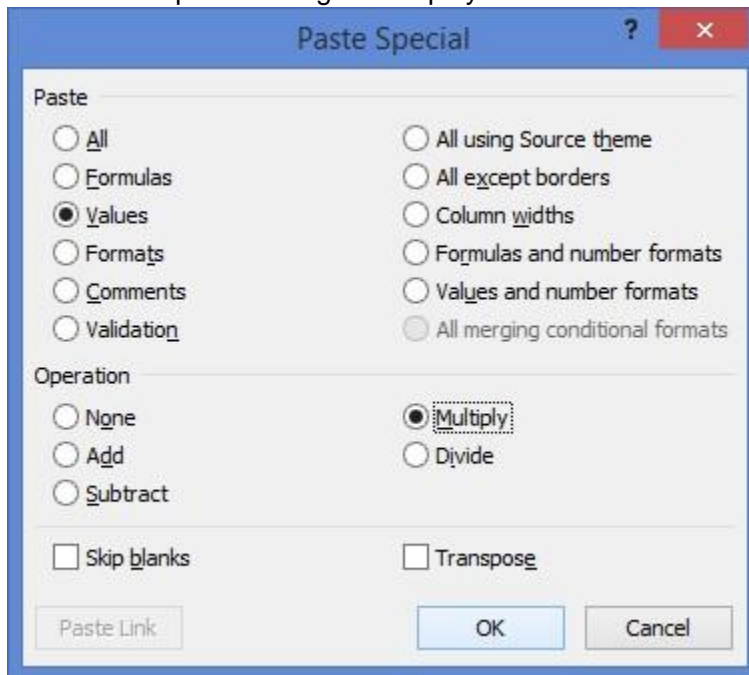 Paste Special ? ×
Paste
All
All using Source theme
Formulas
All except borders
Values
Column widths
Formats
Formulas and number formats
Comments
Values and number formats
Validation
All merging conditional formats
Operation
None
Multiply
Add
Divide
Subtract
Skip blanks
Transpose
Paste Link
OK
Cancel